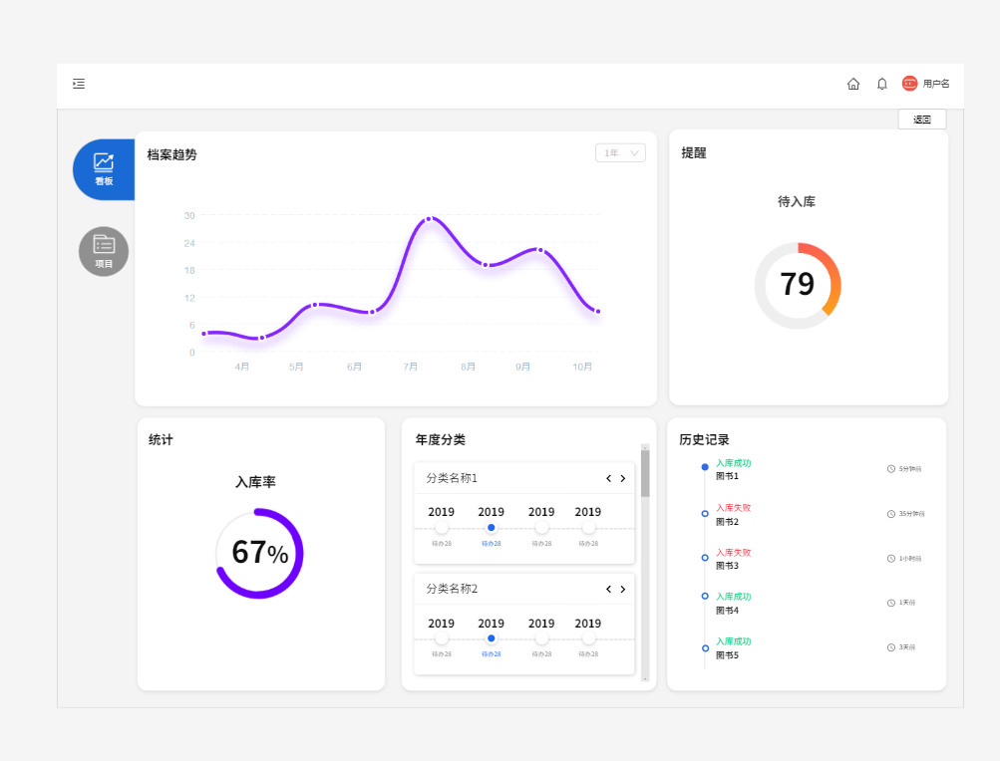 用户名
返回
看板
项目
档案趋势
1年
30
24
18
12
6
0
4月 5月 6月 7月 8月 9月 10月
提醒
待入库
79
统计
入库率
67%
年度分类
分类名称1
2019 2019 2019 2019
待办28 待办28 待办28 待办28
分类名称2
2019 2019 2019 2019
待办28 待办28 待办28 待办28
历史记录
入库成功
图书1
5分钟前
入库失败
图书2
35分钟前
入库失败
图书3
1小时前
入库成功
图书4
1天前
入库成功
图书5
3天前